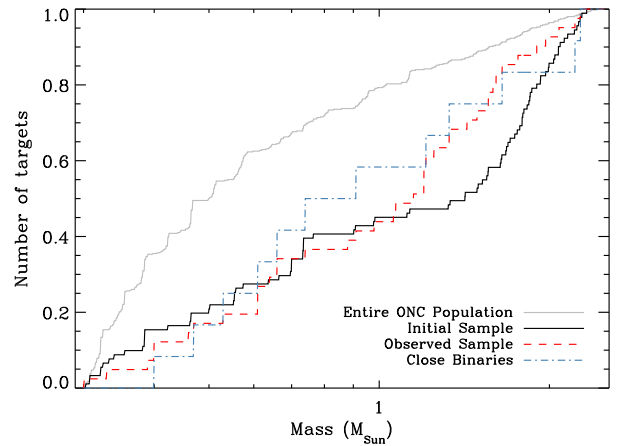 1.0
0.8
0.6
0.4
0.2
0.0
Number of targets
Entire ONC Population
Initial Sample
Observed Sample
Close Binaries
1
Mass (MSun)